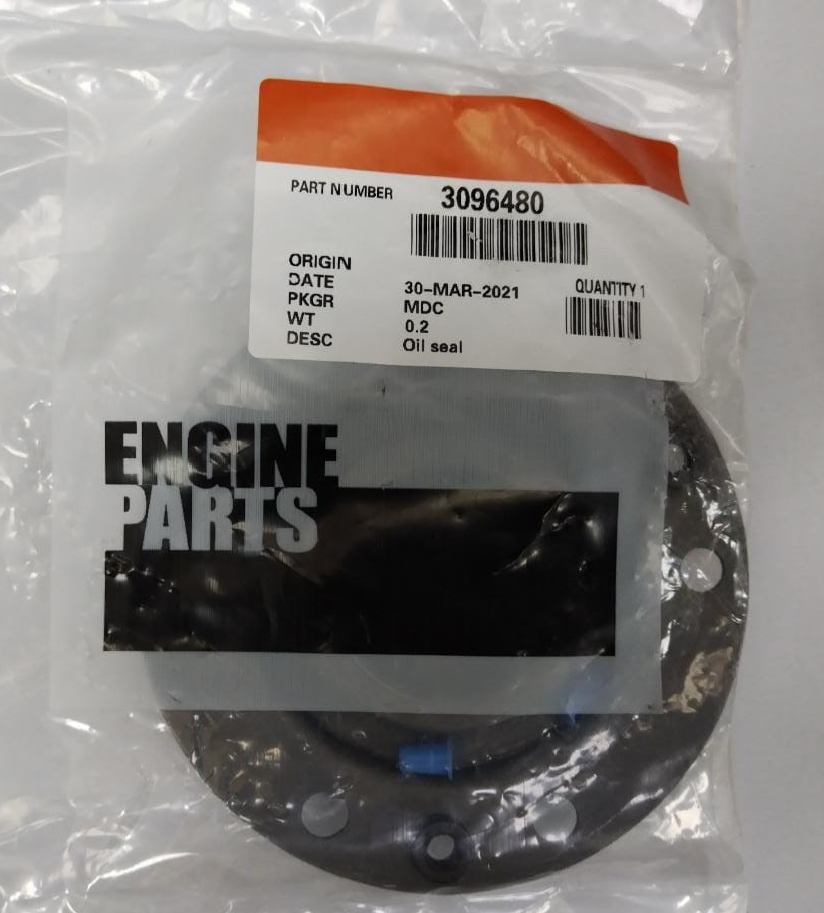 PART NUMBER 3096480
ORIGIN
DATE 30-MAR-2021 QUANTITY 1
PKGR MDC
WT 0.2
DESC Oil seal
ENGINE
PARTS